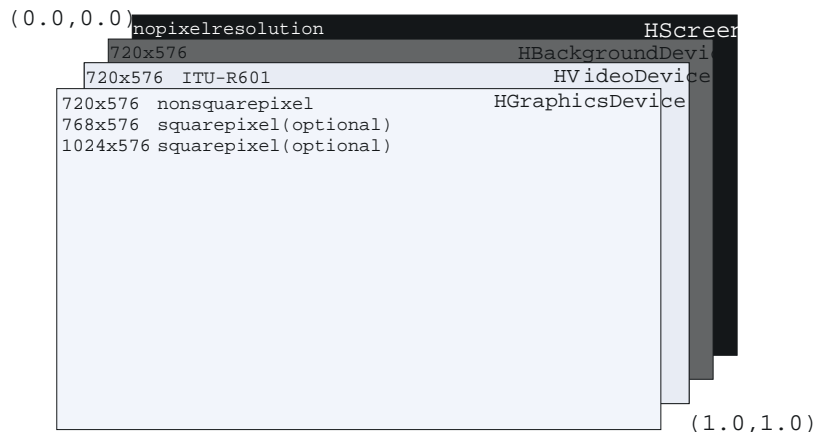 (0.0,0.0)
nopixelresolution HScreen
720x576 HBackgroundDevi
720x576 ITU-R601 HVideoDevice
720x576 nonsquarepixel HGraphicsDevice
768x576 squarepixel(optional)
1024x576 squarepixel(optional)
(1.0,1.0)